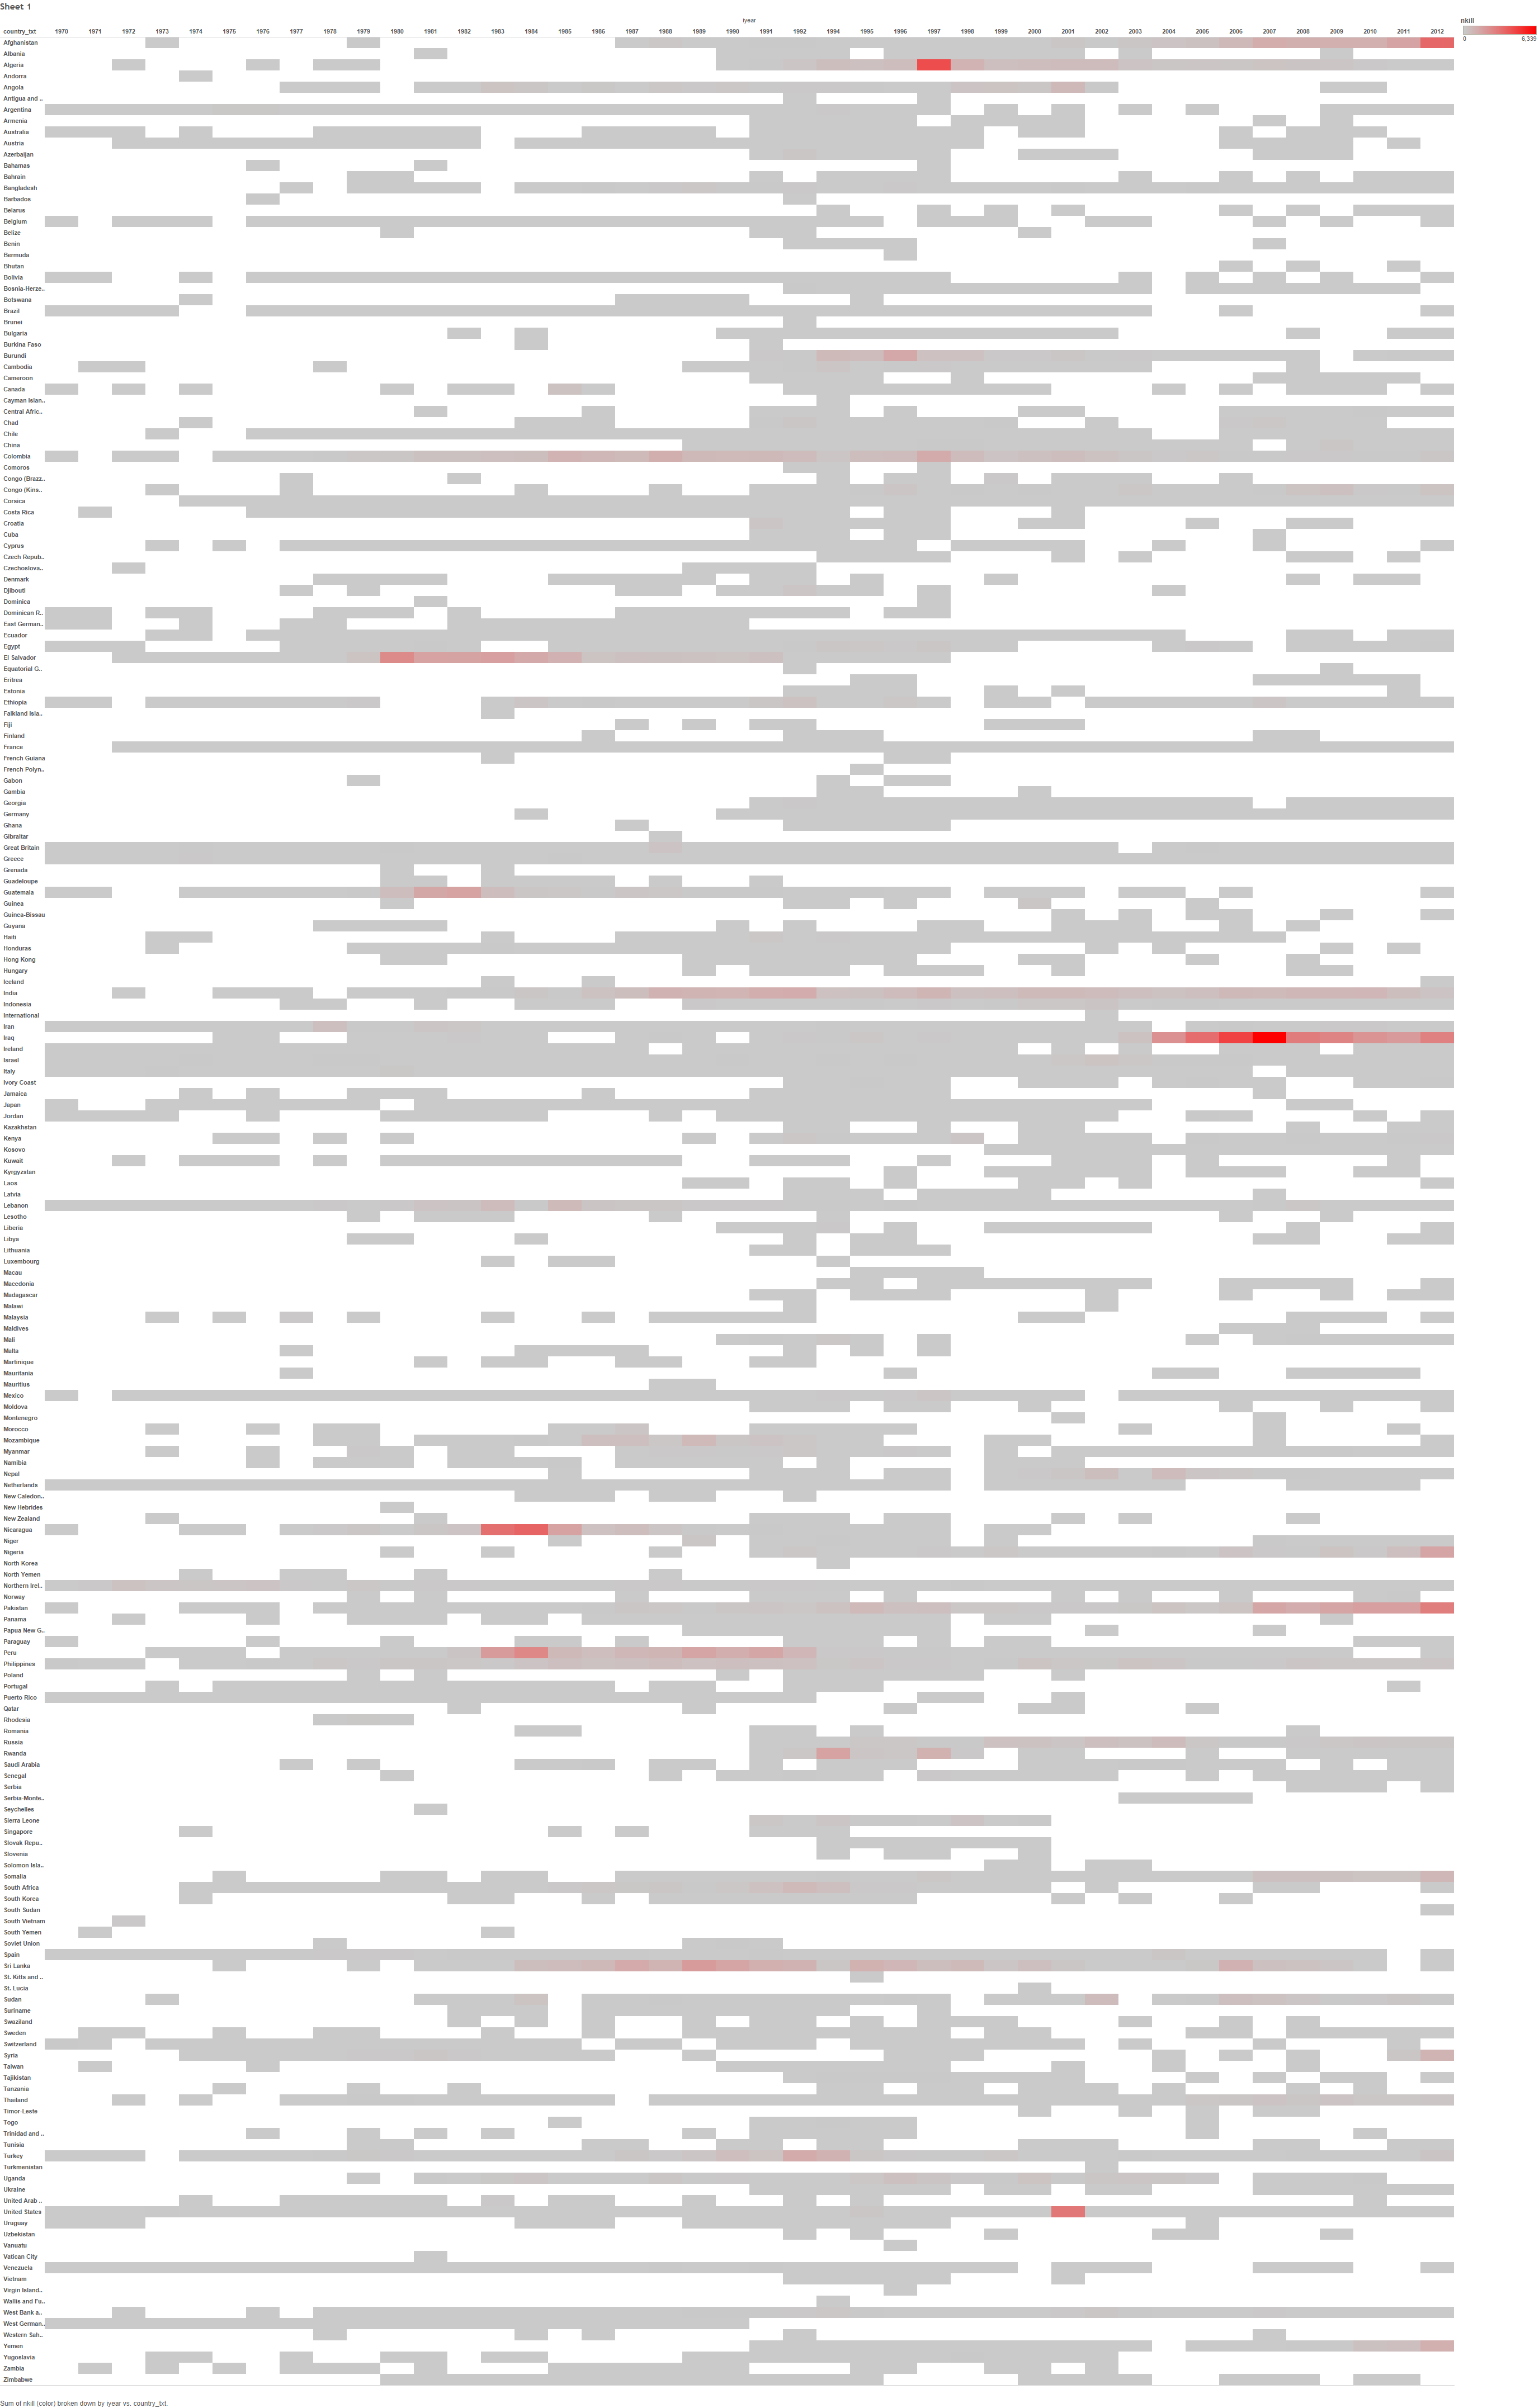 Sheet 1
iyear
nkill
country_txt 1970 1971 1972 1973 1974 1975 1976 1977 1978 1979 1980 1981 1982 1983 1984 1985 1986 1987 1988 1989 1990 1991 1992 1994 1995 1996 1997 1998 1999 2000 2001 2002 2003 2004 2005 2006 2007 2008 2009 2010 2011 2012
0 6,339
Afghanistan
Albania
Algeria
Andorra
Angola
Antigua and ..
Argentina
Armenia
Australia
Austria
Azerbaijan
Bahamas
Bahrain
Bangladesh
Barbados
Belarus
Belgium
Belize
Benin
Bermuda
Bhutan
Bolivia
Bosnia-Herze..
Botswana
Brazil
Brunei
Bulgaria
Burkina Faso
Burundi
Cambodia
Cameroon
Canada
Cayman Islan..
Central Afric..
Chad
Chile
China
Colombia
Comoros
Congo (Brazz..
Congo (Kins..
Corsica
Costa Rica
Croatia
Cuba
Cyprus
Czech Repub..
Czechoslova..
Denmark
Djibouti
Dominica
Dominican R..
East German..
Ecuador
Egypt
El Salvador
Equatorial G..
Eritrea
Estonia
Ethiopia
Falkland Isla..
Fiji
Finland
France
French Guiana
French Polyn..
Gabon
Gambia
Georgia
Germany
Ghana
Gibraltar
Great Britain
Greece
Grenada
Guadeloupe
Guatemala
Guinea
Guinea-Bissau
Guyana
Haiti
Honduras
Hong Kong
Hungary
Iceland
India
Indonesia
International
Iran
Iraq
Ireland
Israel
Italy
Ivory Coast
Jamaica
Japan
Jordan
Kazakhstan
Kenya
Kosovo
Kuwait
Kyrgyzstan
Laos
Latvia
Lebanon
Lesotho
Liberia
Libya
Lithuania
Luxembourg
Macau
Macedonia
Madagascar
Malawi
Malaysia
Maldives
Mali
Malta
Martinique
Mauritania
Mauritius
Mexico
Moldova
Montenegro
Morocco
Mozambique
Myanmar
Namibia
Nepal
Netherlands
New Caledon..
New Hebrides
New Zealand
Nicaragua
Niger
Nigeria
North Korea
North Yemen
Northern Irel..
Norway
Pakistan
Panama
Papua New G..
Paraguay
Peru
Philippines
Poland
Portugal
Puerto Rico
Qatar
Rhodesia
Romania
Russia
Rwanda
Saudi Arabia
Senegal
Serbia
Serbia-Monte..
Seychelles
Sierra Leone
Singapore
Slovak Repu..
Slovenia
Solomon Isla..
Somalia
South Africa
South Korea
South Sudan
South Vietnam
South Yemen
Soviet Union
Spain
Sri Lanka
St. Kitts and ..
St. Lucia
Sudan
Suriname
Swaziland
Sweden
Switzerland
Syria
Taiwan
Tajikistan
Tanzania
Thailand
Timor-Leste
Togo
Trinidad and ..
Tunisia
Turkey
Turkmenistan
Uganda
Ukraine
United Arab ..
United States
Uruguay
Uzbekistan
Vanuatu
Vatican City
Venezuela
Vietnam
Virgin Island..
Wallis and Fu..
West Bank a..
West German..
Western Sah..
Yemen
Yugoslavia
Zambia
Zimbabwe
Sum of nkill (color) broken down by iyear vs. country_txt.